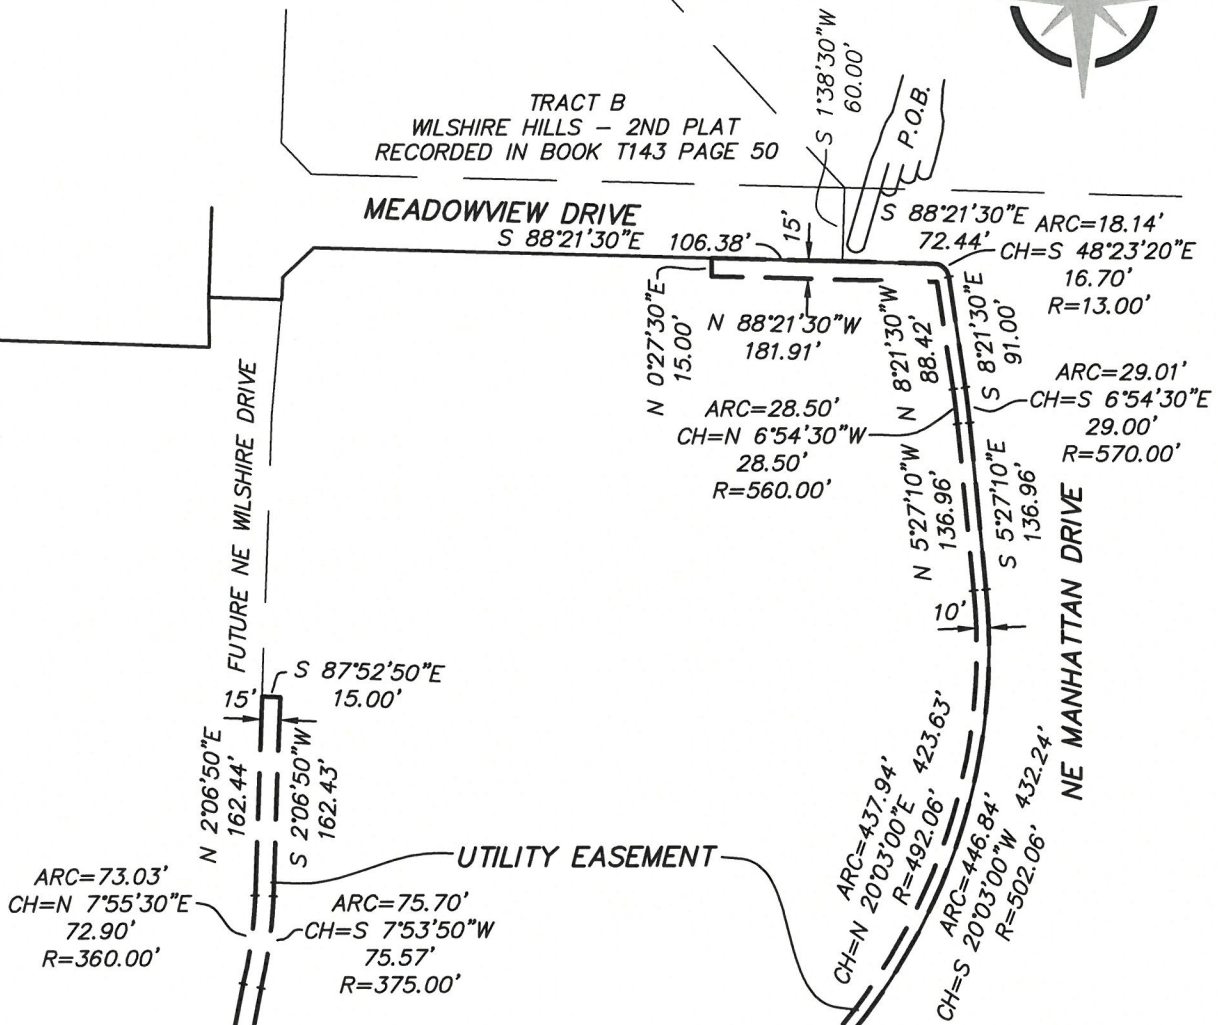 S 1°38'30"W
60.00'
P.O.B.
TRACT B
WILSHIRE HILLS – 2ND PLAT
RECORDED IN BOOK T143 PAGE 50
MEADOWVIEW DRIVE
S 88°21'30"E 106.38'
15'
S 88°21'30"E
72.44'
ARC=18.14'
CH=S 48°23'20"E
16.70'
R=13.00'
N 0°27'30"E
15.00'
N 88°21'30"W
181.91'
N 8°21'30"W
88.42'
S 8°21'30"E
91.00'
ARC=28.50'
CH=N 6°54'30"W
28.50'
R=560.00'
ARC=29.01'
CH=S 6°54'30"E
29.00'
R=570.00'
N 5°27'10"W
136.96'
S 5°27'10"E
136.96'
NE MANHATTAN DRIVE
10'
FUTURE NE WILSHIRE DRIVE
S 87°52'50"E
15.00'
15'
N 2°06'50"E
162.44'
S 2°06'50"W
162.43'
UTILITY EASEMENT
ARC=73.03'
CH=N 7°55'30"E
72.90'
R=360.00'
ARC=75.70'
CH=S 7°53'50"W
75.57'
R=375.00'
ARC=437.94'
CH=N 20°03'00"E 423.63'
R=492.06'
ARC=446.84'
CH=S 20°03'00"W 432.24'
R=502.06'